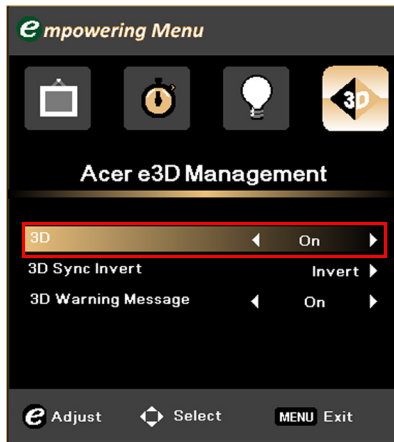 e mpowering Menu
3D
Acer e3D Management
3D On
3D Sync Invert Invert
3D Warning Message On
e Adjust Select MENU Exit